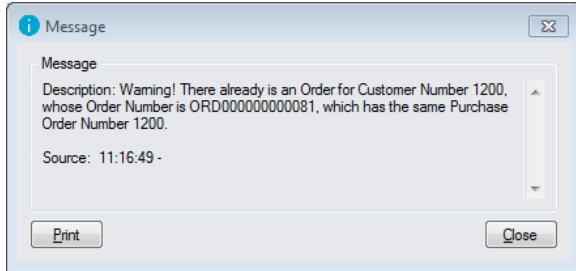 Message
Message
Description: Warning! There already is an Order for Customer Number 1200,
whose Order Number is ORD000000000081, which has the same Purchase
Order Number 1200.
Source:  11:16:49 -
Print
Close